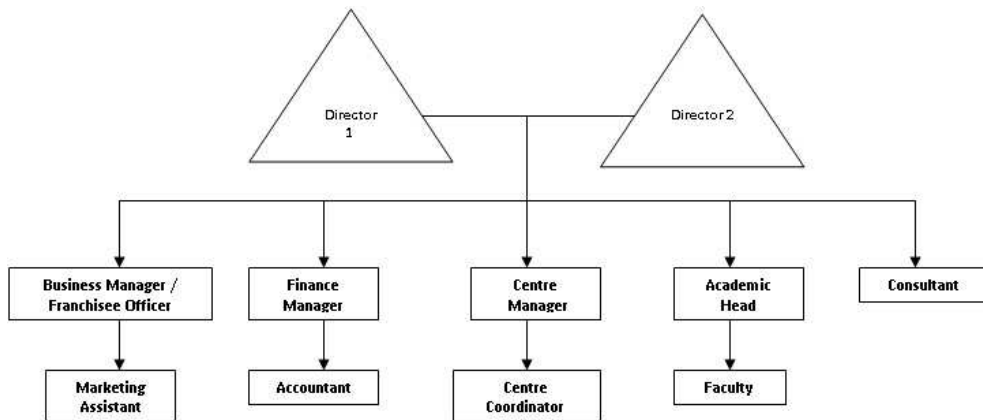 Director
1
Director 2
Business Manager /
Franchisee Officer
Finance
Manager
Centre
Manager
Academic
Head
Consultant
Marketing
Assistant
Accountant
Centre
Coordinator
Faculty